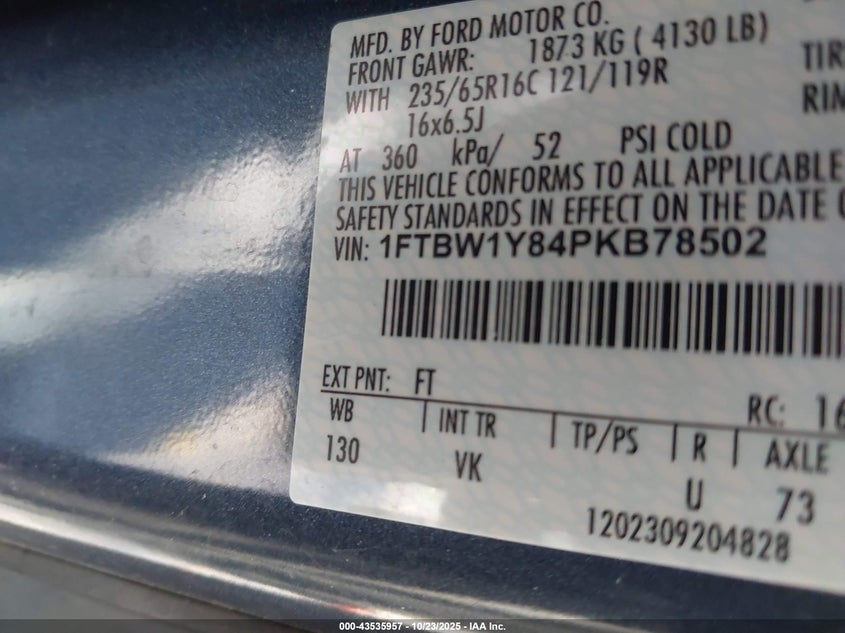 MFD. BY FORD MOTOR CO.
FRONT GAWR: 1873 KG ( 4130 LB)
WITH 235/65R16C 121/119R
16x6.5J
AT 360 kPa/ 52 PSI COLD
THIS VEHICLE CONFORMS TO ALL APPLICABLE
SAFETY STANDARDS IN EFFECT ON THE DATE
VIN: 1FTBW1Y84PKB78502
EXT PNT: FT
RC: 16
WB INT TR TP/PS R AXLE
130 VK U 73
1202309204828
000-43535957 - 10/23/2025 - IAA Inc.